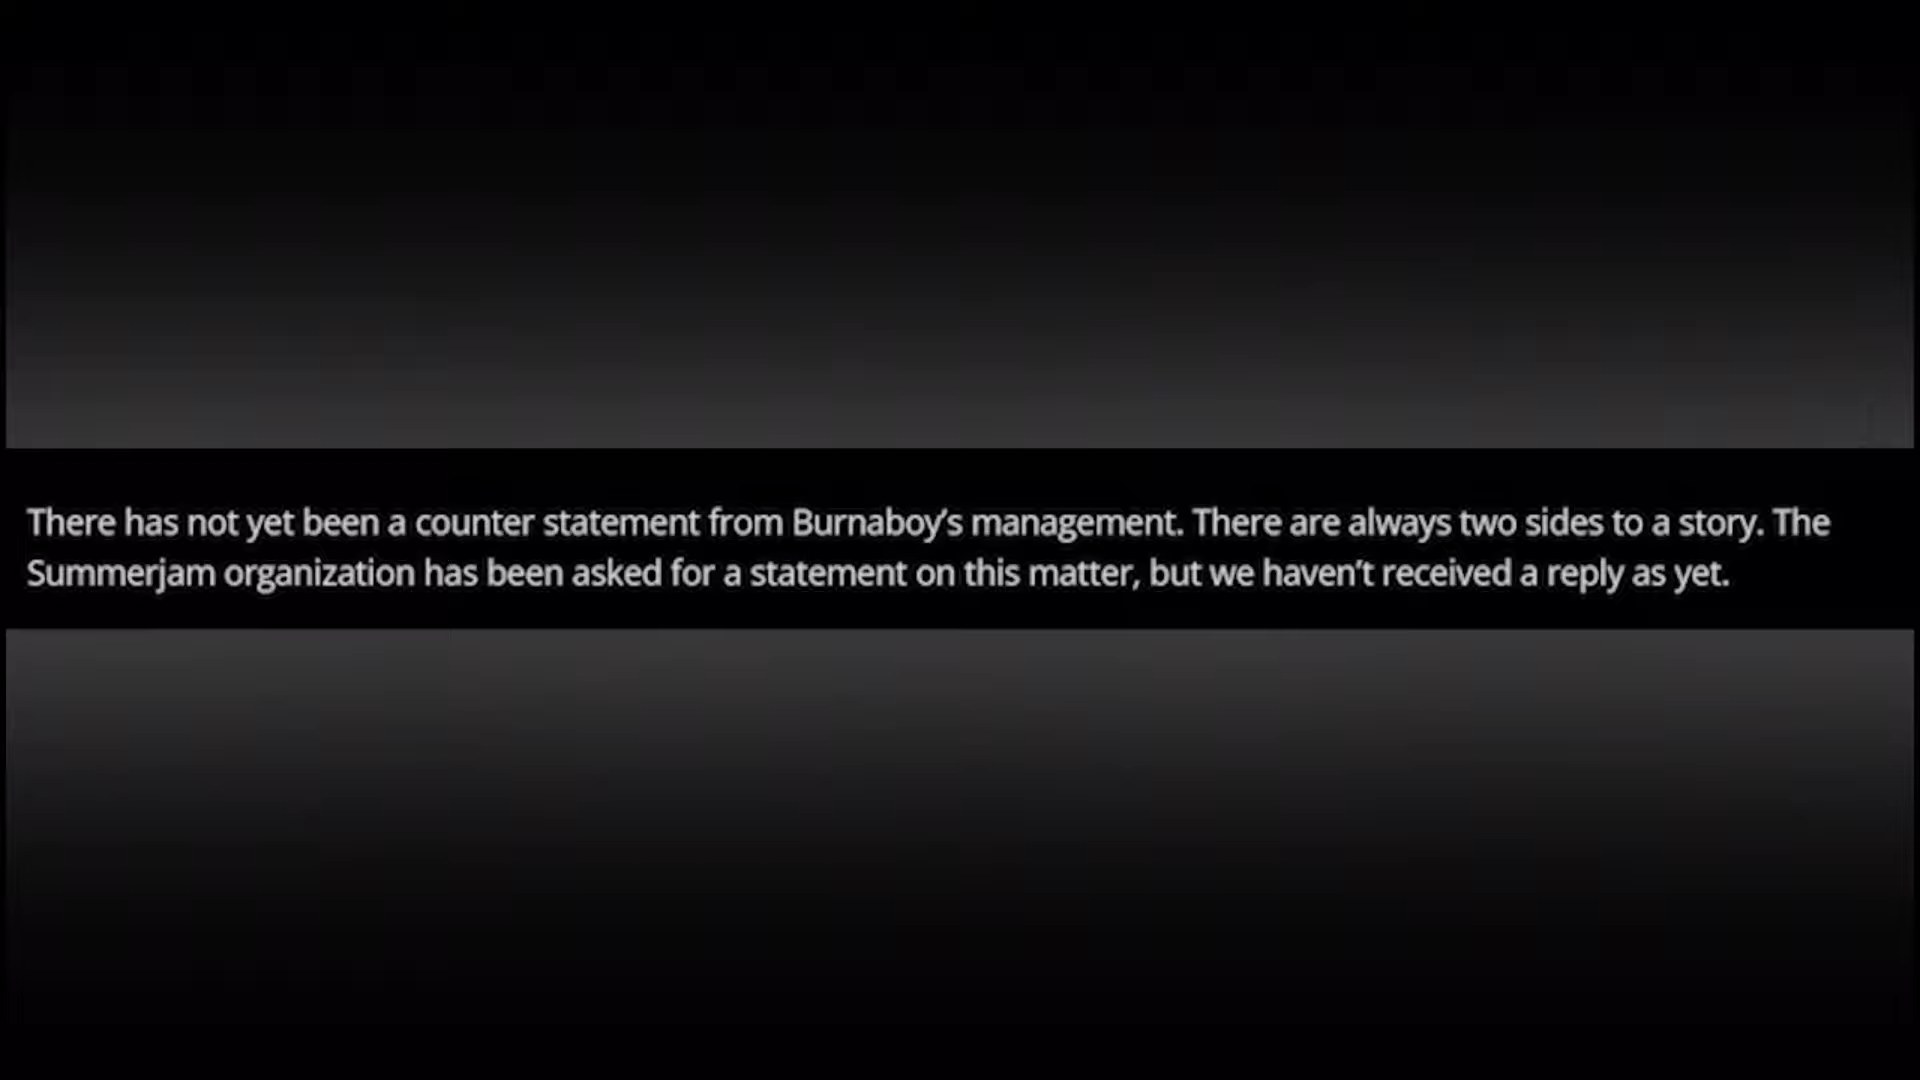 There has not yet been a counter statement from Burnaboy’s management. There are always two sides to a story. The
Summerjam organization has been asked for a statement on this matter, but we haven’t received a reply as yet.